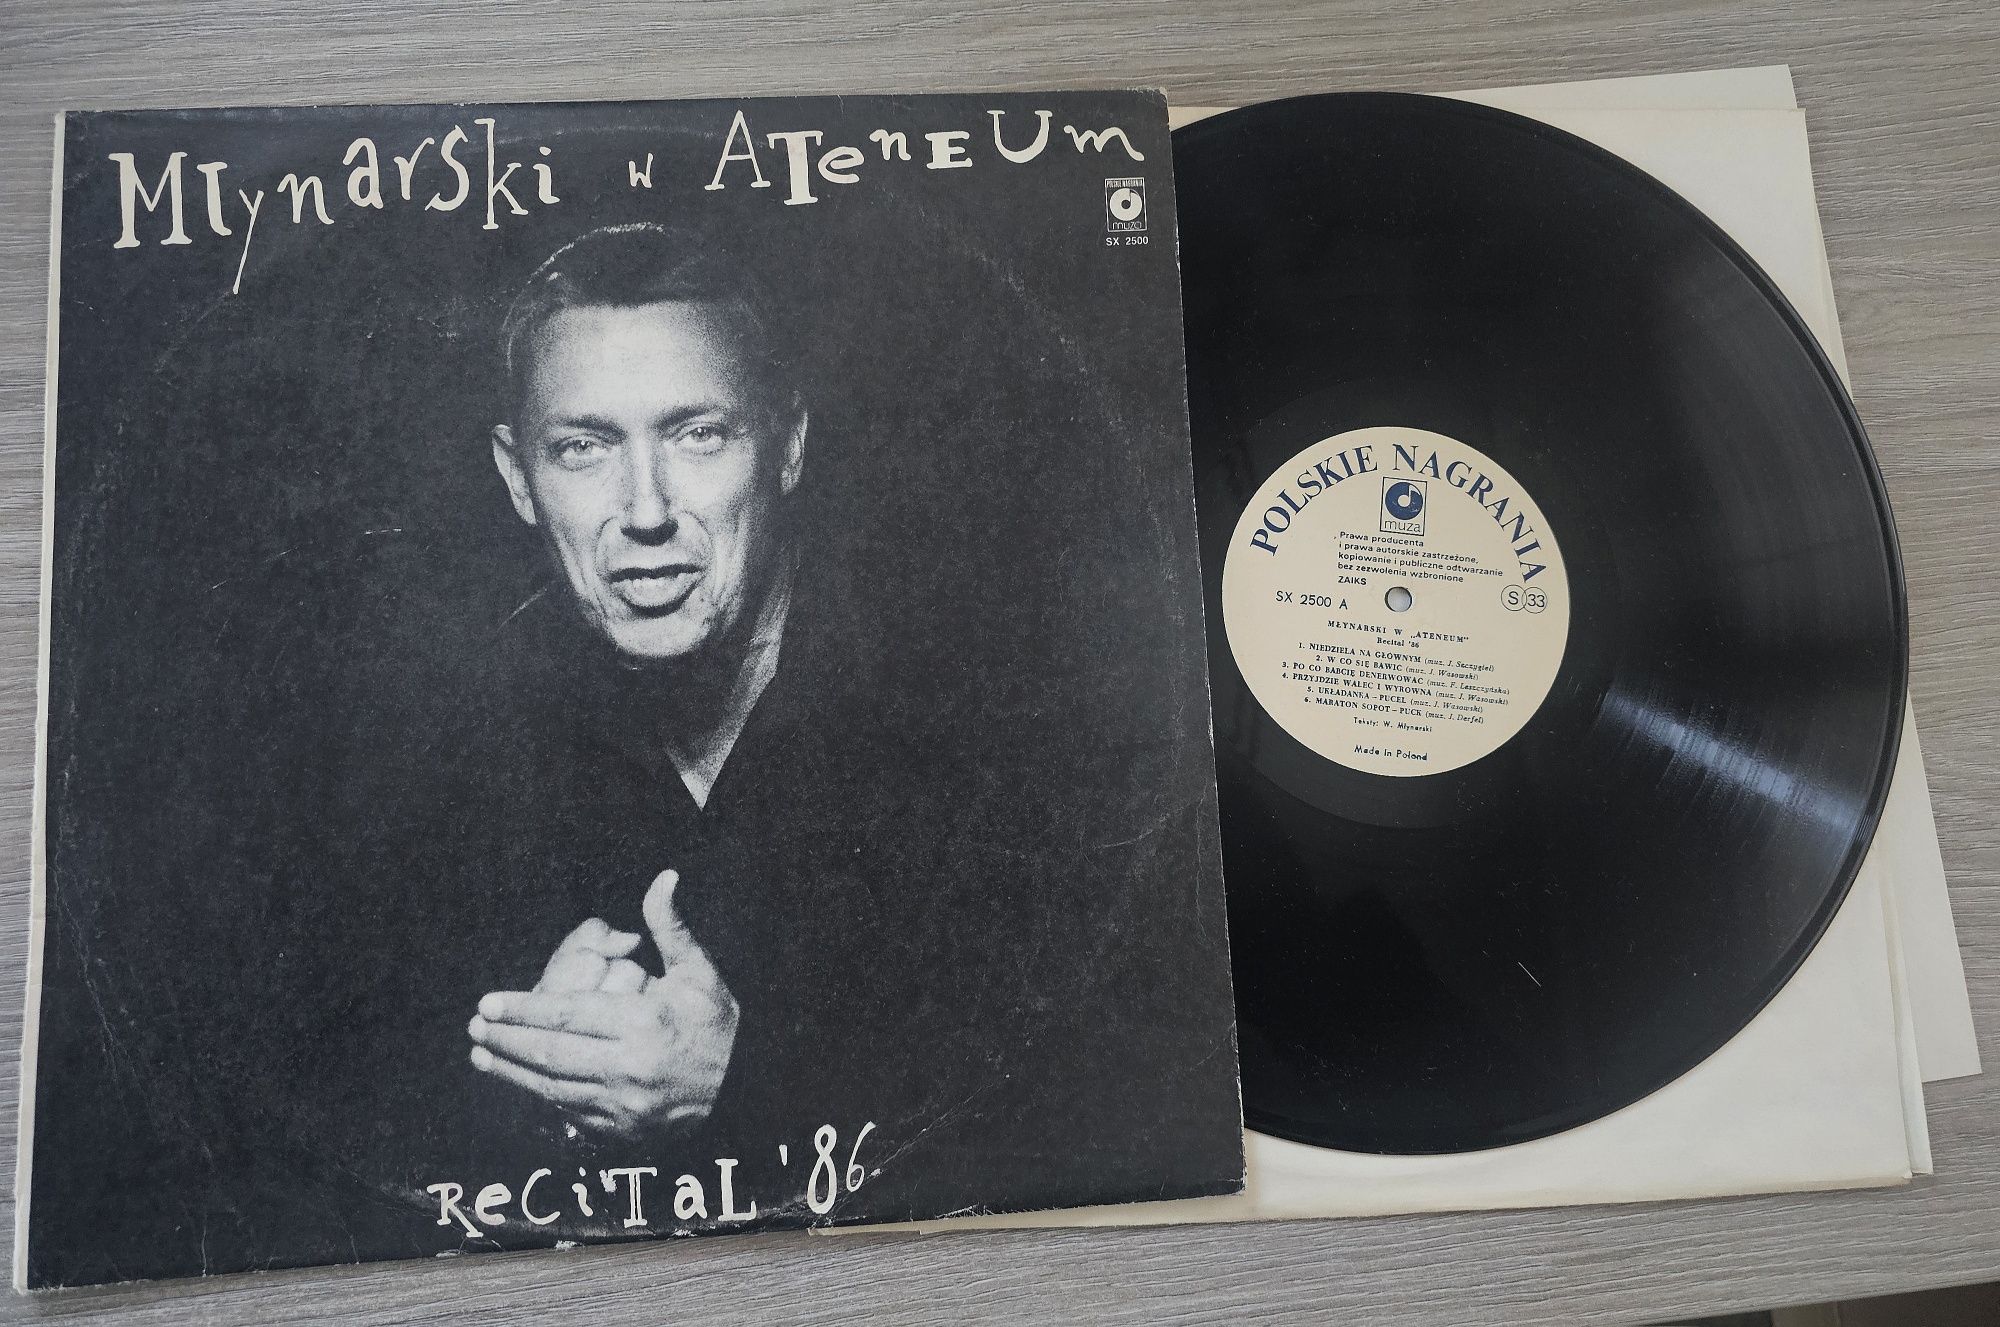 MŁynarski w ATeneum
POLSKIE NAGRANIA
muza
SX 2500
ReCiTaL '86
POLSKIE NAGRANIA
muza
Prawa producenta
i prawa autorskie zastrzeżone,
kopiowanie i publiczne odtwarzanie
bez zezwolenia wzbronione
ZAIKS
SX 2500 A
S 33
MŁYNARSKI W „ATENEUM"
Recital '86
1. NIEDZIELA NA GŁÓWNYM (muz. J. Szczygieł)
2. W CO SIĘ BAWIĆ (muz. J. Wasowski)
3. PO CO BABCIĘ DENERWOWAĆ (muz. F. Leszczyńska)
4. PRZYJDZIE WALEC I WYRÓWNA (muz. J. Wasowski)
5. UKŁADANKA – PUCEL (muz. J. Wasowski)
6. MARATON SOPOT – PUCK (muz. J. Derfel)
Teksty: W. Młynarski
Made in Poland